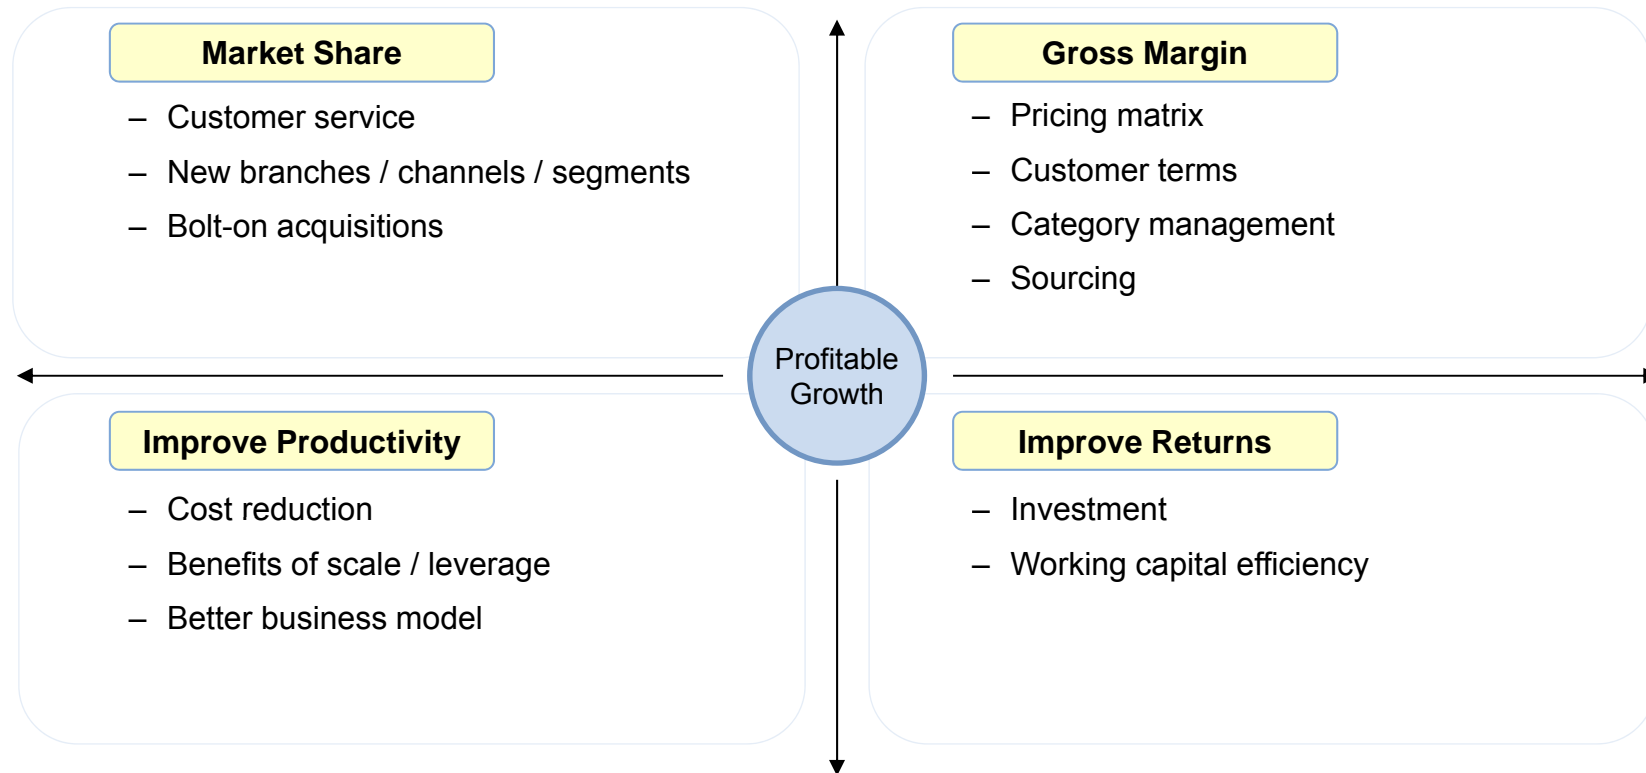 Market Share
– Customer service
– New branches / channels / segments
– Bolt-on acquisitions
Gross Margin
– Pricing matrix
– Customer terms
– Category management
– Sourcing
Profitable
Growth
Improve Productivity
– Cost reduction
– Benefits of scale / leverage
– Better business model
Improve Returns
– Investment
– Working capital efficiency